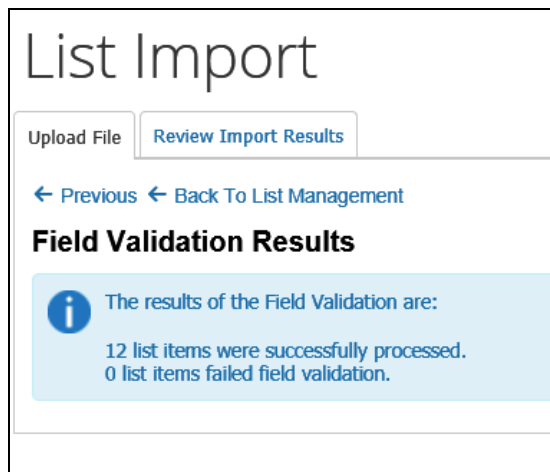 List Import
Upload File
Review Import Results
← Previous ← Back To List Management
Field Validation Results
The results of the Field Validation are:
12 list items were successfully processed.
0 list items failed field validation.